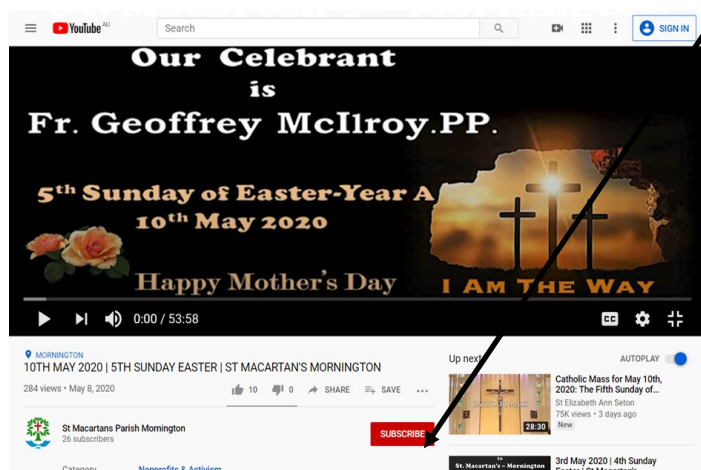 YouTube AU
Search
SIGN IN
Our Celebrant
is
Fr. Geoffrey McIlroy.PP.
5th Sunday of Easter-Year A
10th May 2020
Happy Mother's Day
I AM THE WAY
0:00 / 53:58
CC
MORNINGTON
10TH MAY 2020 | 5TH SUNDAY EASTER | ST MACARTAN'S MORNINGTON
284 views • May 8, 2020
10
0
SHARE
SAVE
St Macartans Parish Mornington
26 subscribers
SUBSCRIBE
Category
Nonprofits & Activism
Up next
AUTOPLAY
28:30
Catholic Mass for May 10th,
2020: The Fifth Sunday of...
St Elizabeth Ann Seton
75K views • 3 days ago
New
to
St. Macartan's – Mornington
3rd May 2020 | 4th Sunday